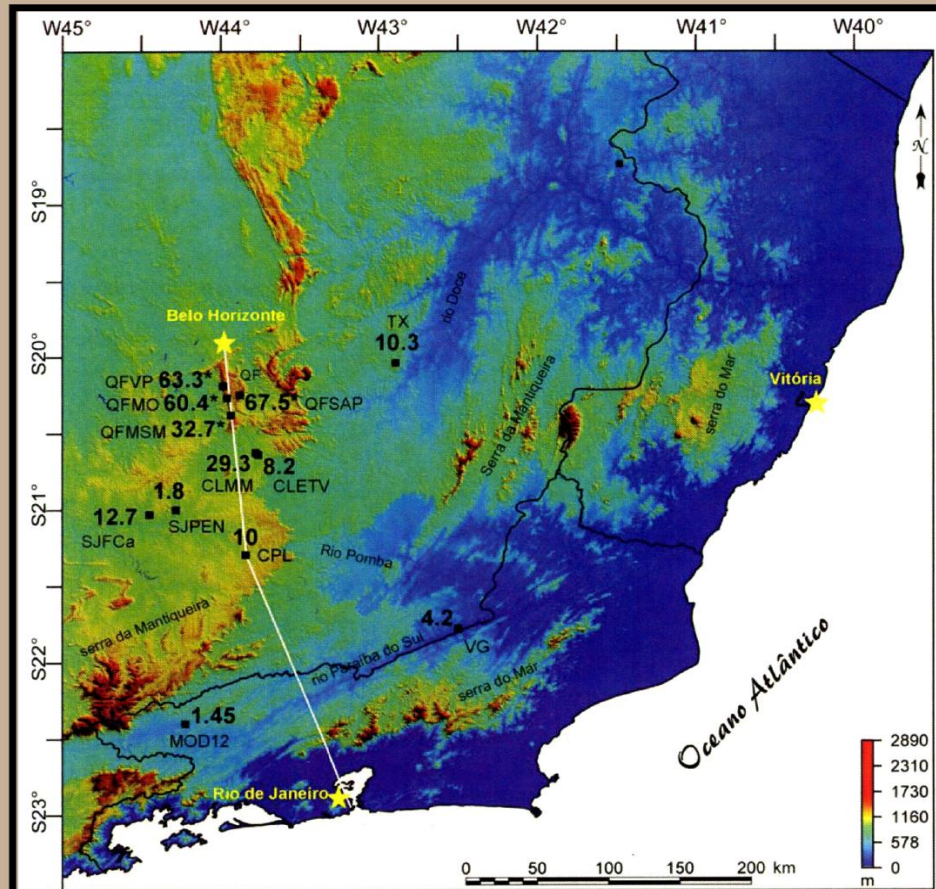 W45° W44° W43° W42° W41° W40°
N
S19°
rio Doce
Belo Horizonte
TX
10.3
S20°
QF
QFVP 63.3*
QFMO 60.4*
67.5* QFSAP
QFMSM 32.7*
Vitória
Serra da Mantiqueira
serra do Mar
29.3 8.2
CLMM CLETV
S21°
1.8
12.7
SJPEN
SJFCa
10
CPL
Rio Pomba
serra da Mantiqueira
4.2
VG
rio Paraíba do Sul
serra do Mar
S22°
1.45
MOD12
Oceano Atlântico
Rio de Janeiro
S23°
2890
2310
1730
1160
578
0
m
0 50 100 150 200 km